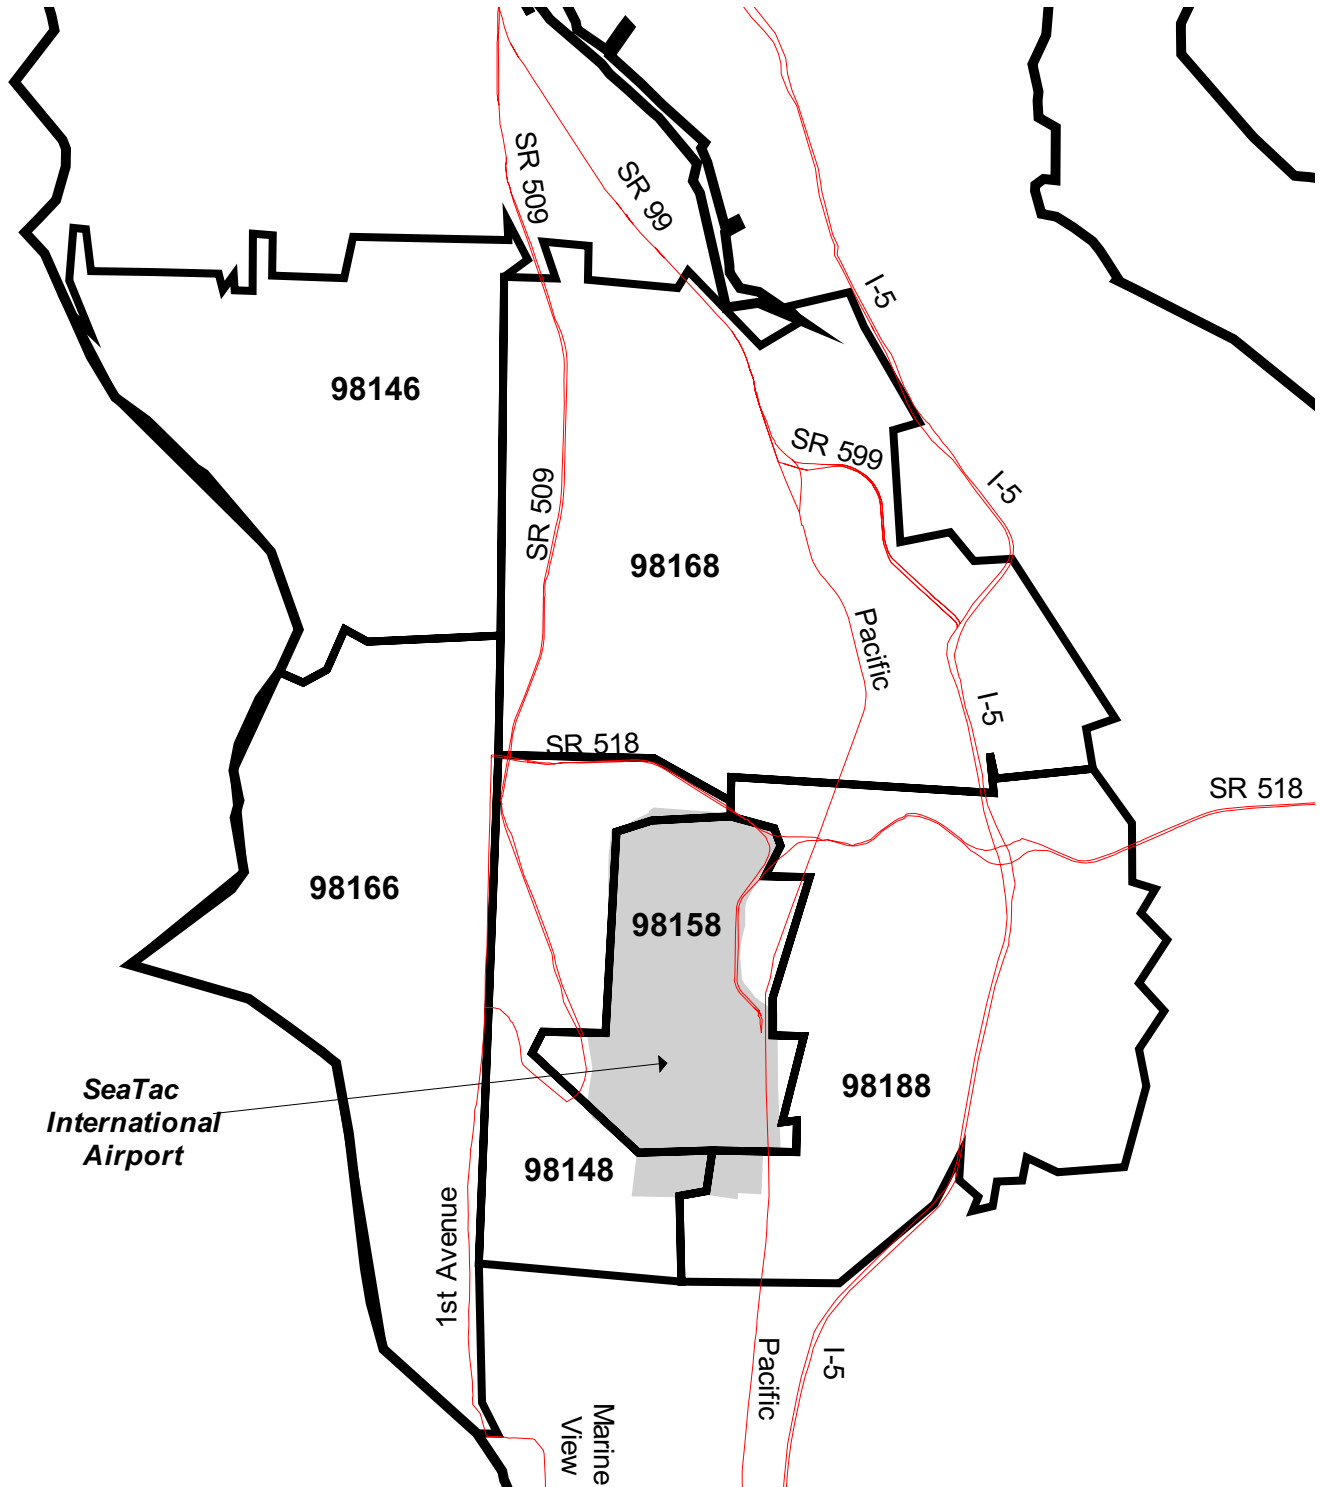 SR 509
SR 99
I-5
98146
SR 599
I-5
SR 509
98168
Pacific
I-5
SR 518
SR 518
98166
98158
98188
SeaTac
International
Airport
98148
1st Avenue
Pacific
I-5
Marine
View